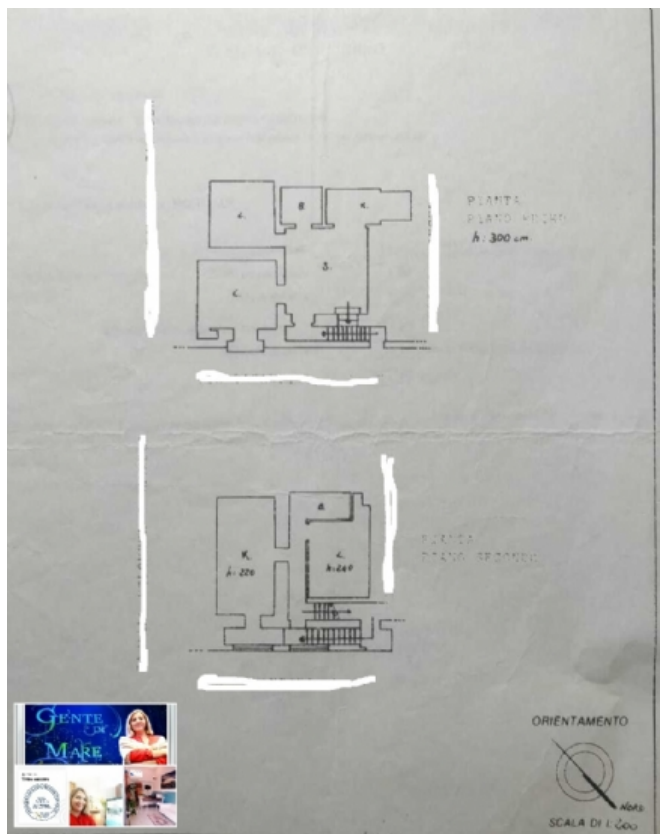 PIANTA
PIANO PRIMO
h: 300 cm.
C.
B.
K.
S.
C.
PIANTA
PIANO SECONDO
B.
K.
h: 220
C.
h: 240
GENTE
DI
MARE
ORIENTAMENTO
NORD
SCALA DI 1: 200